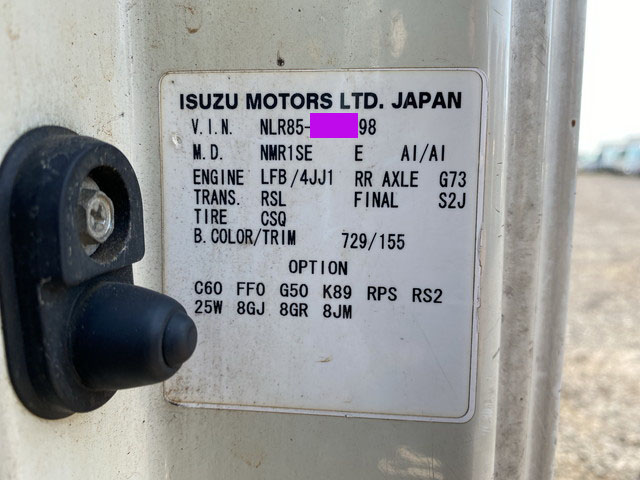 ISUZU MOTORS LTD. JAPAN
V.I.N. NLR85- 98
M.D. NMR1SE E AI/AI
ENGINE LFB/4JJ1 RR AXLE G73
TRANS. RSL FINAL S2J
TIRE CSQ
B.COLOR/TRIM 729/155
OPTION
C60 FF0 G50 K89 RPS RS2
25W 8GJ 8GR 8JM